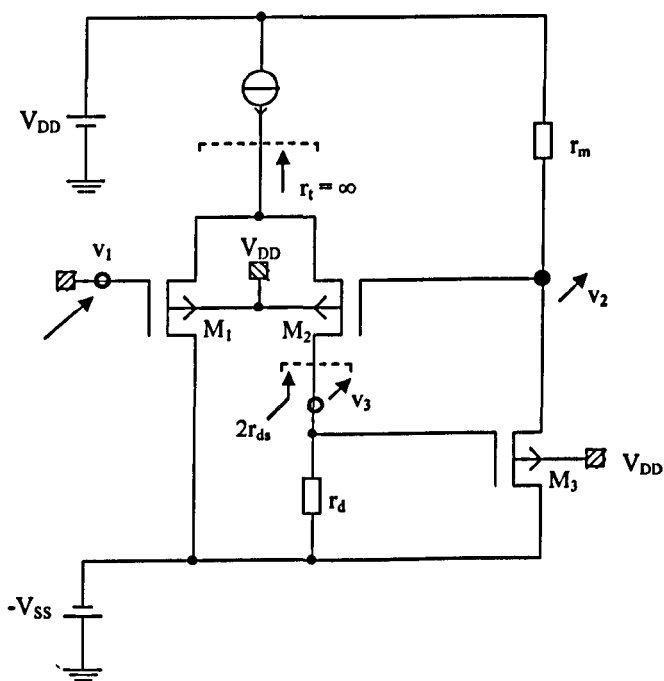 V_DD
r_m
r_t = ∞
v_1
V_DD
v_2
M_1
M_2
v_3
2r_ds
M_3
V_DD
r_d
-V_SS